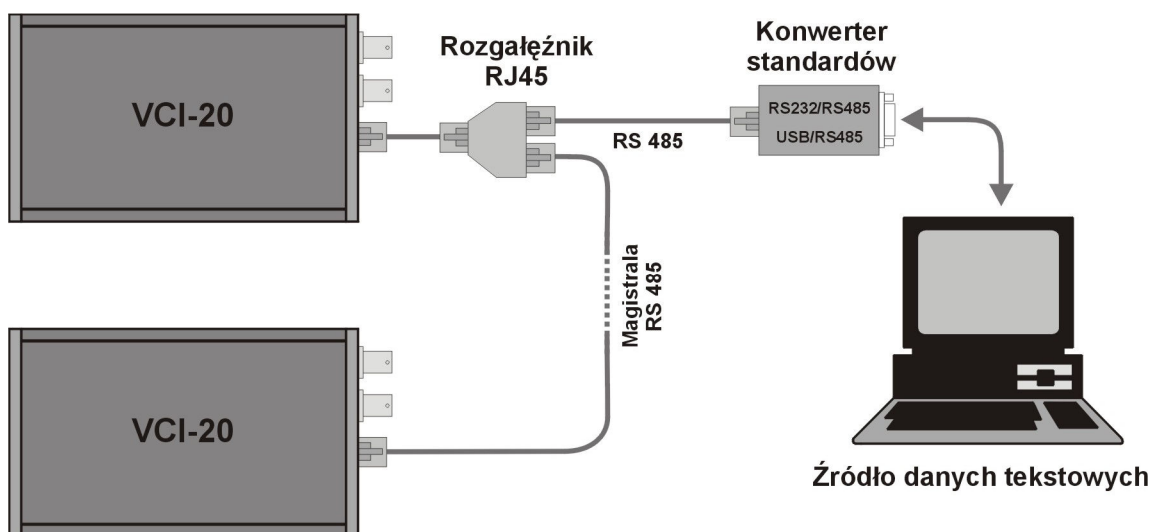 VCI-20
Rozgałęźnik
RJ45
Konwerter
standardów
RS232/RS485
USB/RS485
RS 485
Magistrala
RS 485
VCI-20
Źródło danych tekstowych